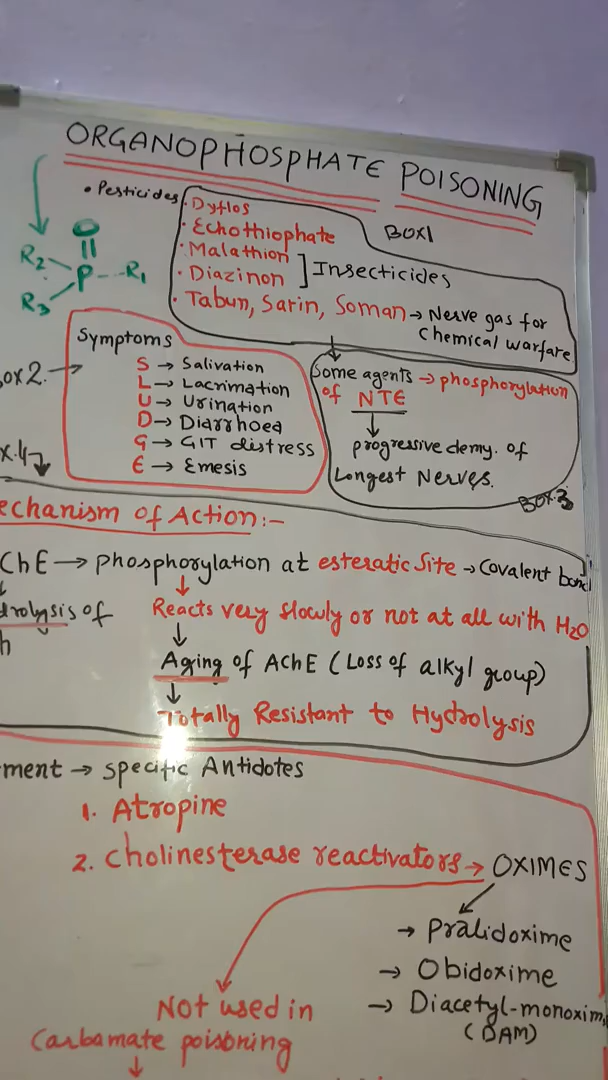 ORGANOPHOSPHATE POISONING
• Pesticides
• Dyflos
• Echothiophate
• Malathion
• Diazinon ] Insecticides
• Tabun, Sarin, Soman → Nerve gas for
Chemical warfare
BOX1
O
R2 P R1
R3
ox2. →
Symptoms
S → Salivation
L → Lacrimation
U → Urination
D → Diarrhoea
G → GIT distress
E → Emesis
Some agents → phosphorylation
of NTE
progressive demy. of
Longest Nerves.
BOX3
x.4
echanism of Action:-
ChE → phosphorylation at esteratic site → Covalent bond
drolysis of
h
Reacts very slowly or not at all with H2O
Aging of AChE (Loss of alkyl group)
Totally Resistant to Hydrolysis
ment → specific Antidotes
1. Atropine
2. Cholinesterase reactivators → OXIMES
→ Pralidoxime
→ Obidoxime
→ Diacetyl-monoxim
(DAM)
Not used in
Carbamate poisoning